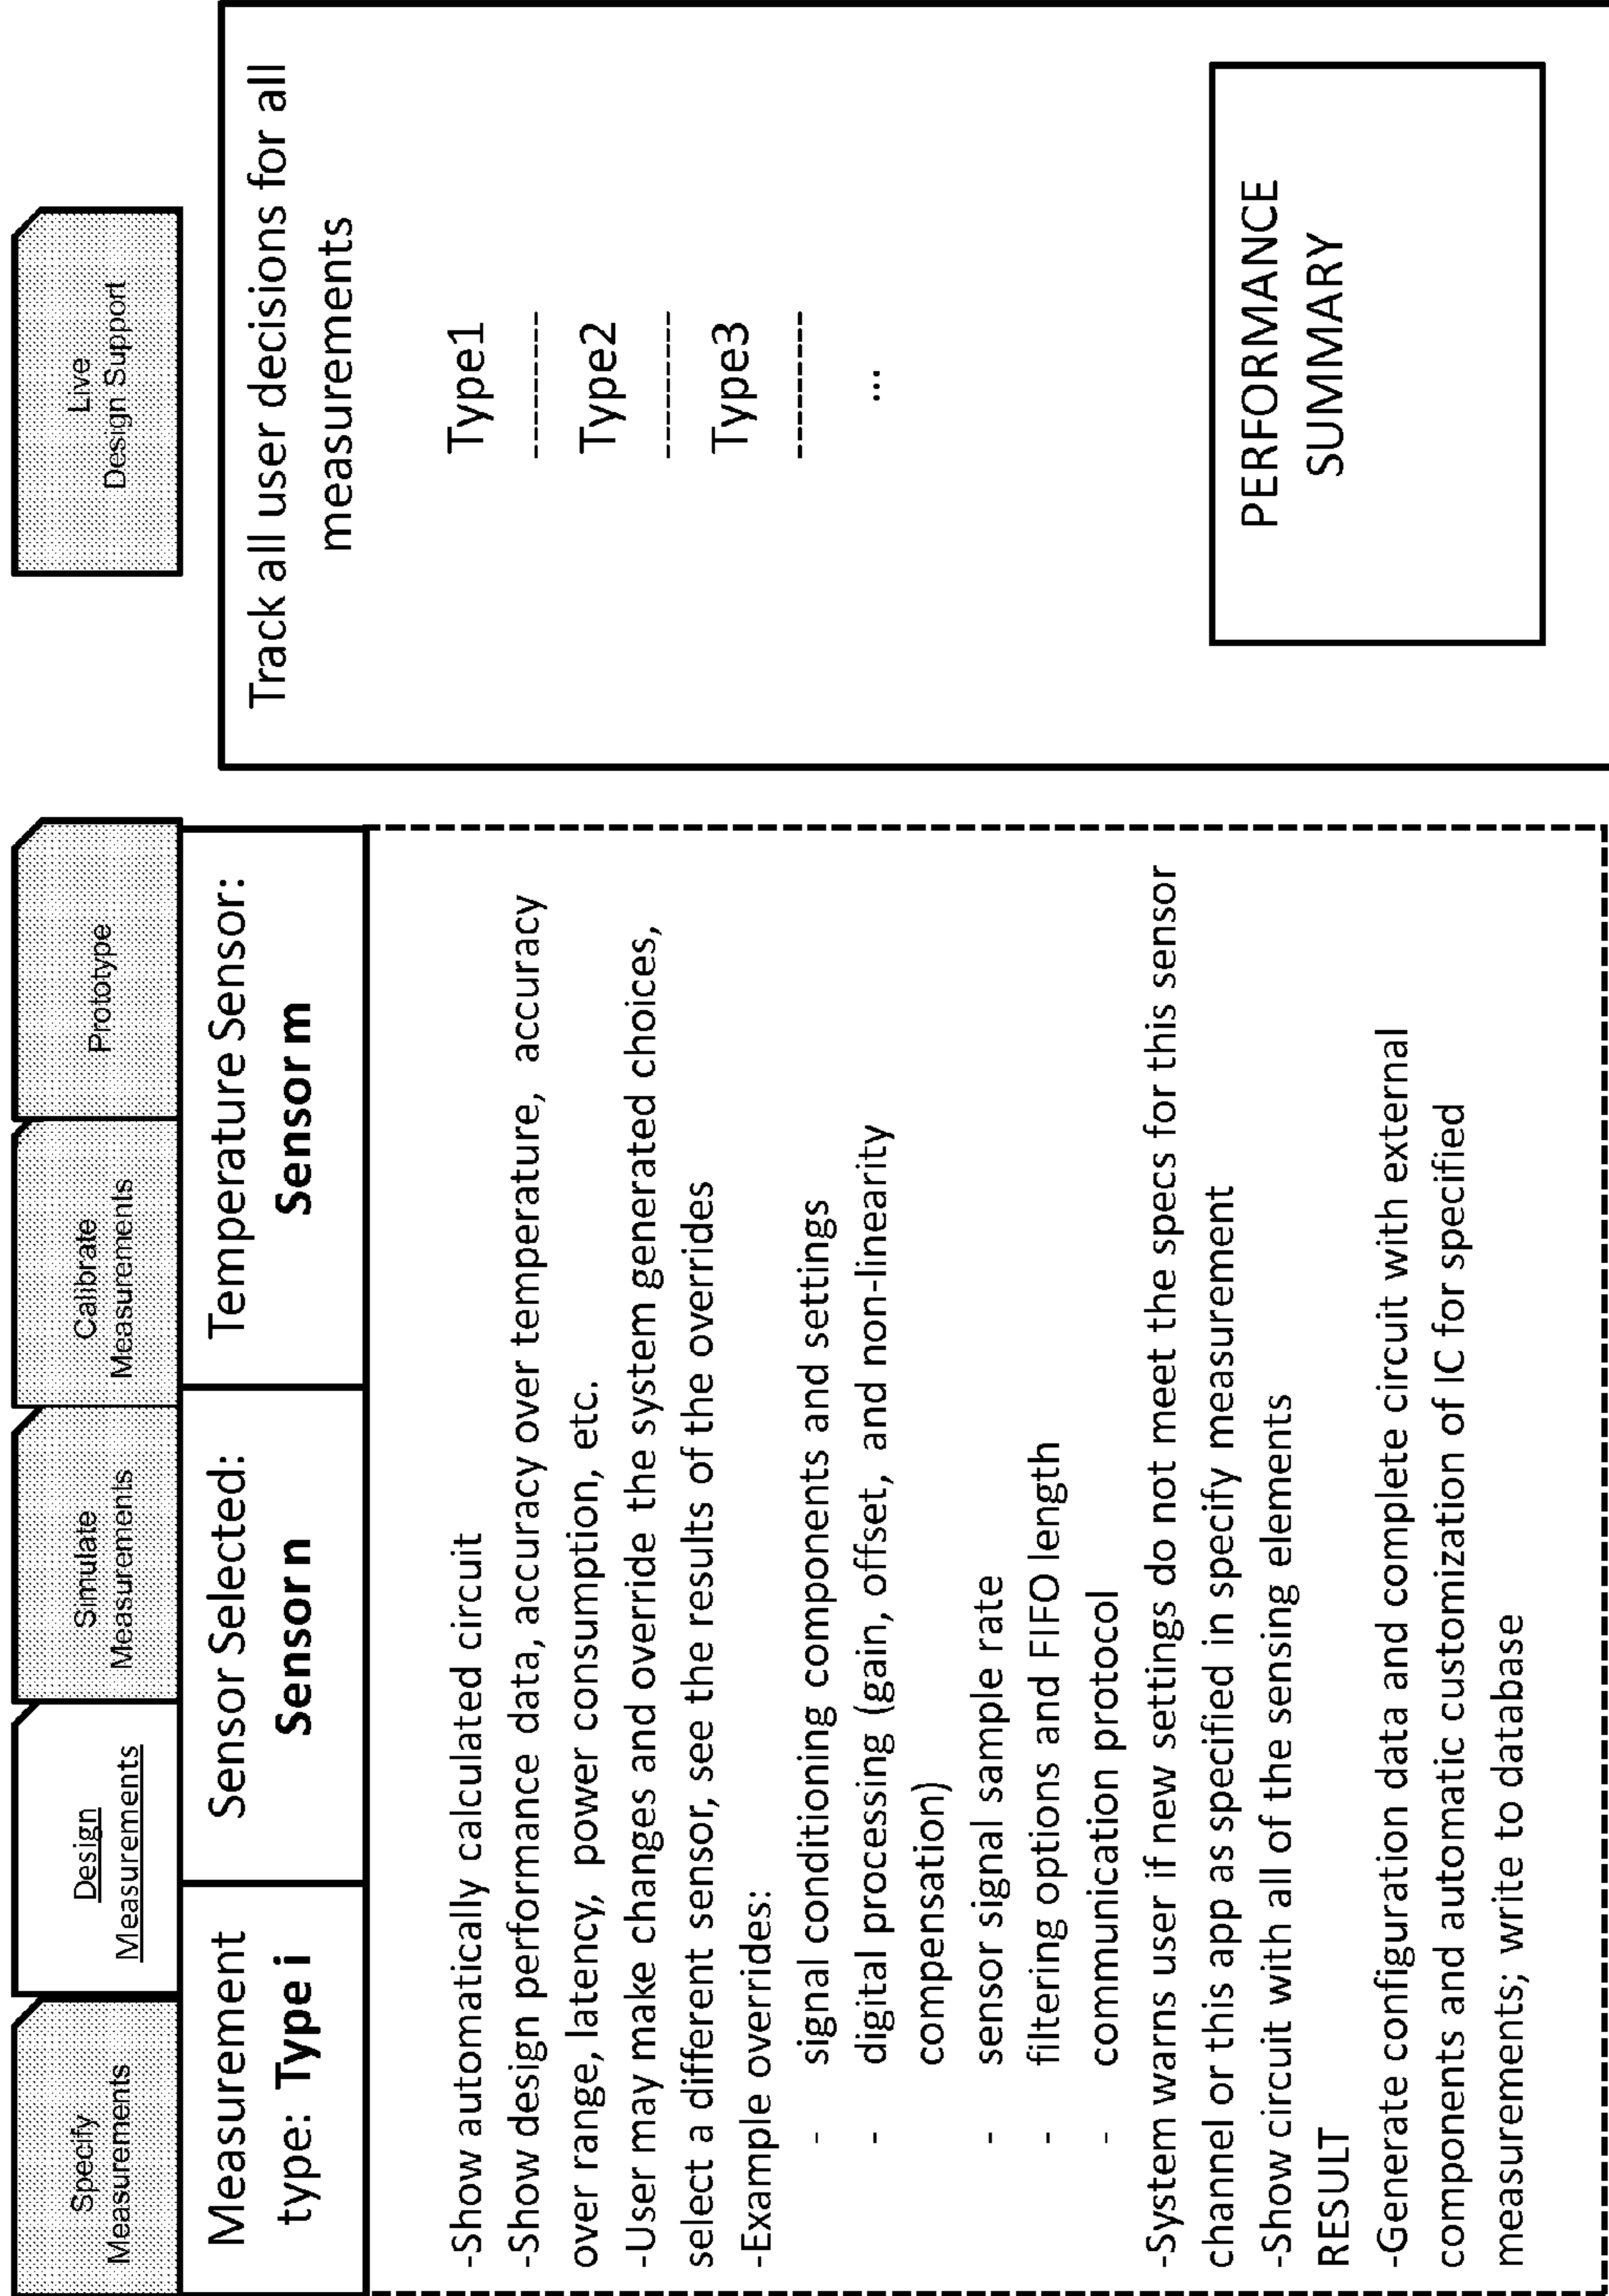 Specify
Measurements
Design
Measurements
Simulate
Measurements
Calibrate
Measurements
Prototype
Live
Design Support
Measurement
type: Type i
Sensor Selected:
Sensor n
Temperature Sensor:
Sensor m
-Show automatically calculated circuit
-Show design performance data, accuracy over temperature, accuracy
over range, latency, power consumption, etc.
-User may make changes and override the system generated choices,
select a different sensor, see the results of the overrides
-Example overrides:
- signal conditioning components and settings
- digital processing (gain, offset, and non-linearity
compensation)
- sensor signal sample rate
- filtering options and FIFO length
- communication protocol
-System warns user if new settings do not meet the specs for this sensor
channel or this app as specified in specify measurement
-Show circuit with all of the sensing elements
RESULT
-Generate configuration data and complete circuit with external
components and automatic customization of IC for specified
measurements; write to database
Track all user decisions for all
measurements
Type1
----------
Type2
----------
Type3
----------
...
PERFORMANCE
SUMMARY